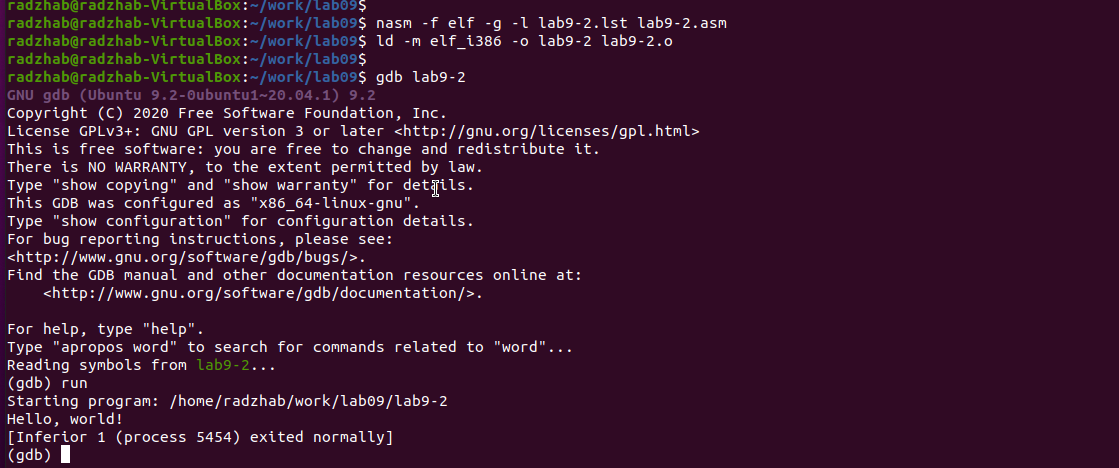 radzhab@radzhab-VirtualBox:~/work/lab09$
radzhab@radzhab-VirtualBox:~/work/lab09$ nasm -f elf -g -l lab9-2.lst lab9-2.asm
radzhab@radzhab-VirtualBox:~/work/lab09$ ld -m elf_i386 -o lab9-2 lab9-2.o
radzhab@radzhab-VirtualBox:~/work/lab09$
radzhab@radzhab-VirtualBox:~/work/lab09$ gdb lab9-2
GNU gdb (Ubuntu 9.2-0ubuntu1~20.04.1) 9.2
Copyright (C) 2020 Free Software Foundation, Inc.
License GPLv3+: GNU GPL version 3 or later <http://gnu.org/licenses/gpl.html>
This is free software: you are free to change and redistribute it.
There is NO WARRANTY, to the extent permitted by law.
Type "show copying" and "show warranty" for details.
This GDB was configured as "x86_64-linux-gnu".
Type "show configuration" for configuration details.
For bug reporting instructions, please see:
<http://www.gnu.org/software/gdb/bugs/>.
Find the GDB manual and other documentation resources online at:
    <http://www.gnu.org/software/gdb/documentation/>.

For help, type "help".
Type "apropos word" to search for commands related to "word"...
Reading symbols from lab9-2...
(gdb) run
Starting program: /home/radzhab/work/lab09/lab9-2
Hello, world!
[Inferior 1 (process 5454) exited normally]
(gdb)